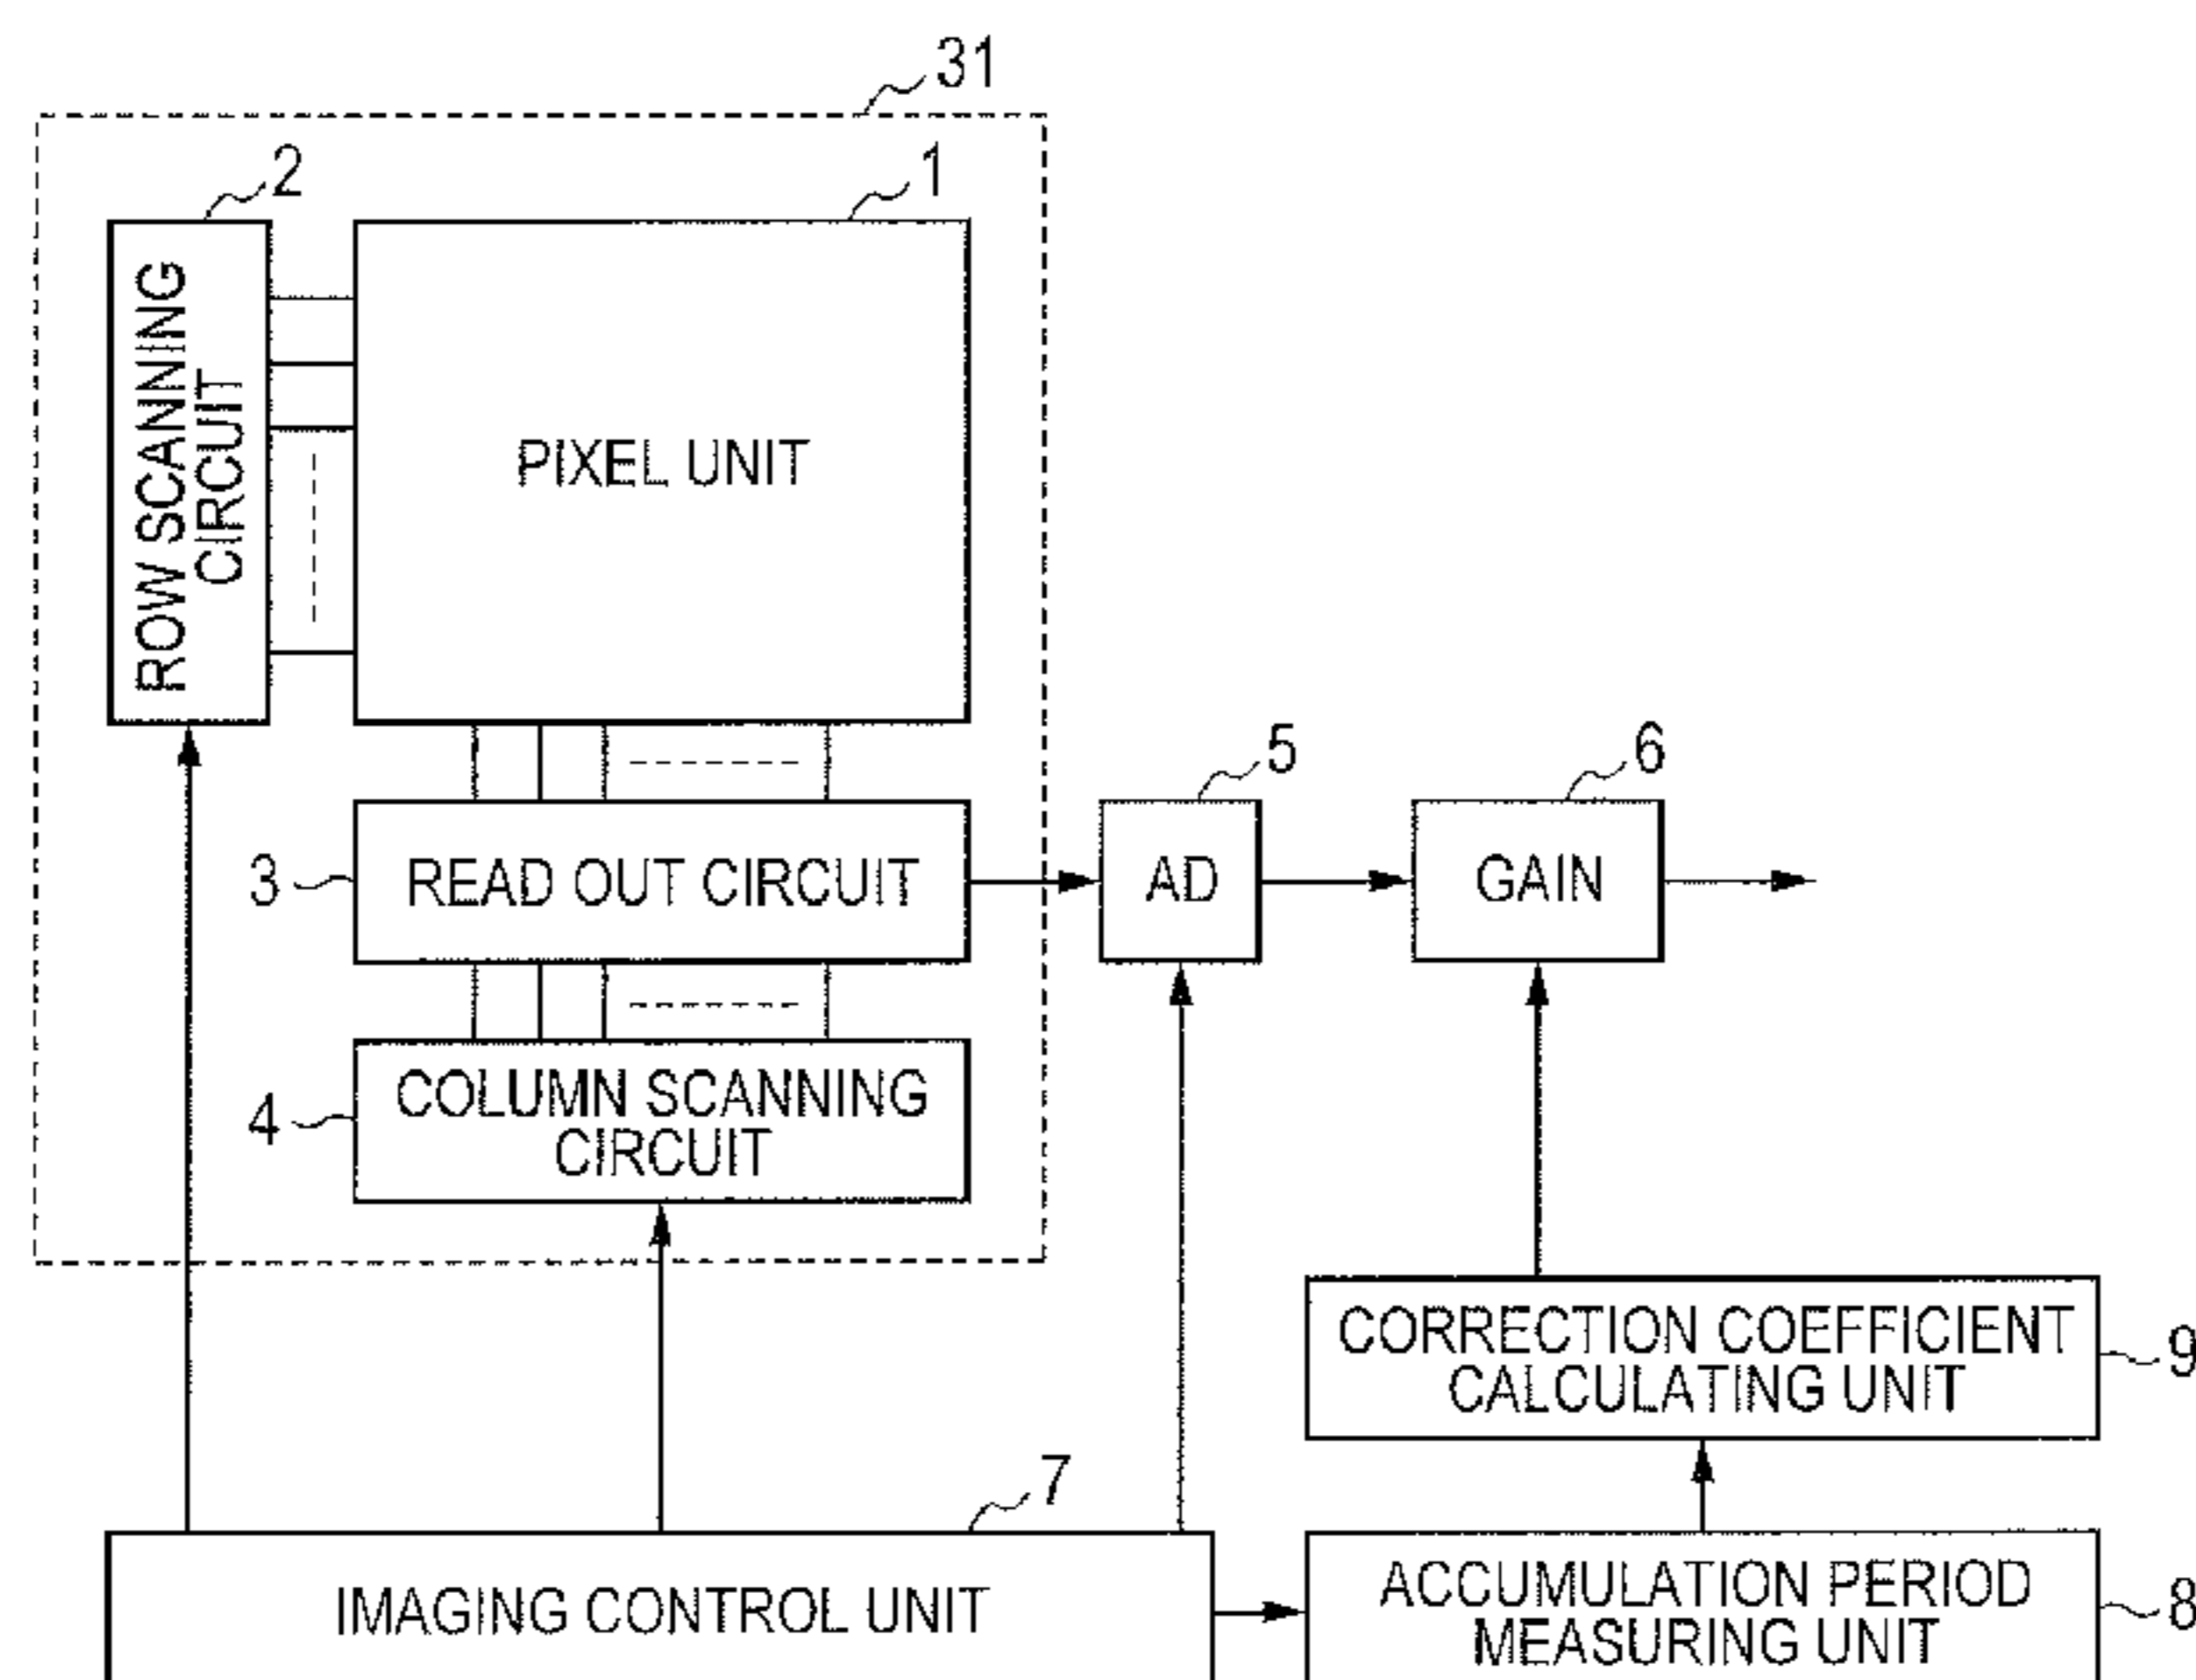 31
2
1
ROW SCANNING
CIRCUIT
PIXEL UNIT
5
6
3
READ OUT CIRCUIT
AD
GAIN
4
COLUMN SCANNING
CIRCUIT
CORRECTION COEFFICIENT
CALCULATING UNIT
9
7
IMAGING CONTROL UNIT
ACCUMULATION PERIOD
MEASURING UNIT
8